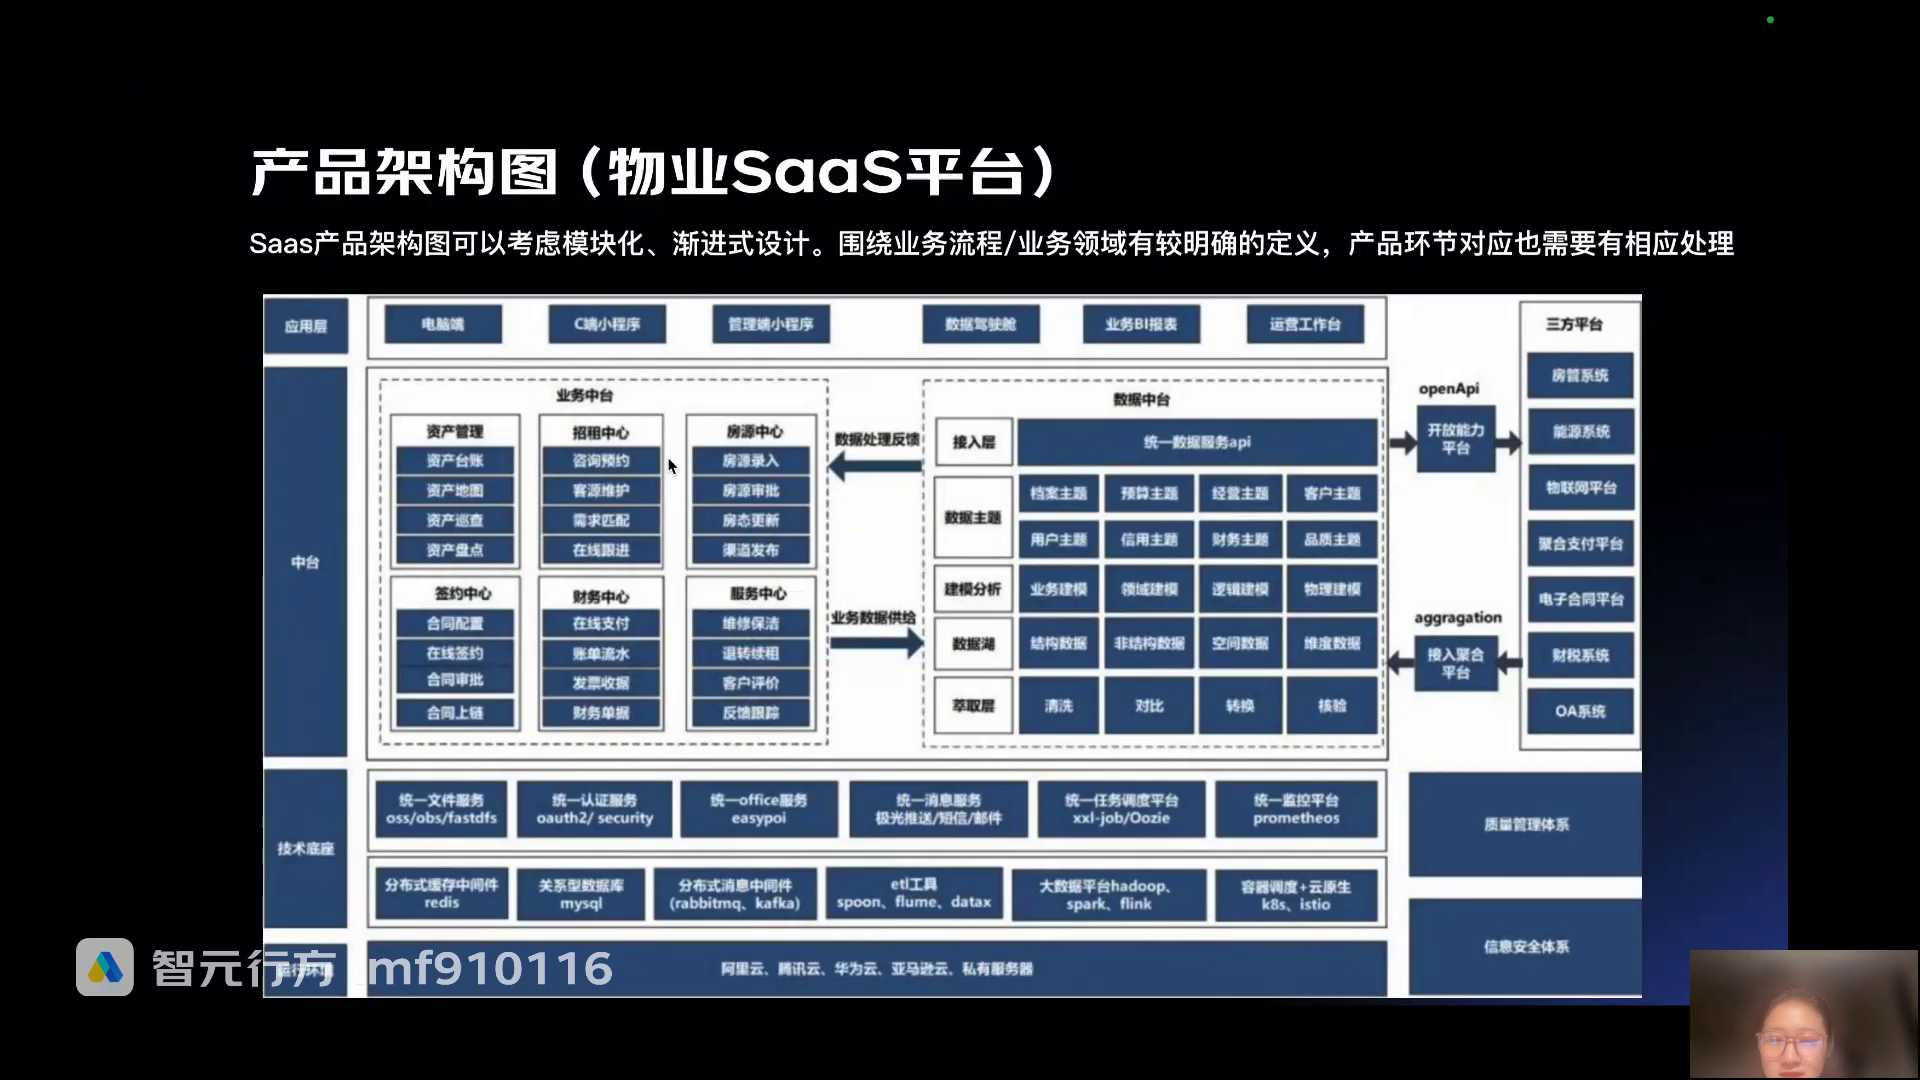 产品架构图（物业SaaS平台）
Saas产品架构图可以考虑模块化、渐进式设计。围绕业务流程/业务领域有较明确的定义，产品环节对应也需要有相应处理
应用层
电脑端
C端小程序
管理端小程序
数据驾驶舱
业务BI报表
运营工作台
中台
业务中台
资产管理
资产台账
资产地图
资产巡查
资产盘点
招租中心
咨询预约
客源维护
需求匹配
在线跟进
房源中心
房源录入
房源审批
房态更新
渠道发布
签约中心
合同配置
在线签约
合同审批
合同上链
财务中心
在线支付
账单流水
发票收据
财务单据
服务中心
维修保洁
退转续租
客户评价
反馈跟踪
数据处理反馈
业务数据供给
数据中台
接入层
统一数据服务api
数据主题
档案主题
预算主题
经营主题
客户主题
用户主题
信用主题
财务主题
品质主题
建模分析
业务建模
领域建模
逻辑建模
物理建模
数据湖
结构数据
非结构数据
空间数据
维度数据
萃取层
清洗
对比
转换
核验
openApi
开放能力
平台
aggragation
接入聚合
平台
三方平台
房管系统
能源系统
物联网平台
聚合支付平台
电子合同平台
财税系统
OA系统
技术底座
统一文件服务
oss/obs/fastdfs
统一认证服务
oauth2/ security
统一office服务
easypoi
统一消息服务
极光推送/短信/邮件
统一任务调度平台
xxl-job/Oozie
统一监控平台
prometheos
分布式缓存中间件
redis
关系型数据库
mysql
分布式消息中间件
(rabbitmq、kafka)
etl工具
spoon、flume、datax
大数据平台hadoop、
spark、flink
容器调度+云原生
k8s、istio
质量管理体系
信息安全体系
运行环境
阿里云、腾讯云、华为云、亚马逊云、私有服务器
智元行方 mf910116